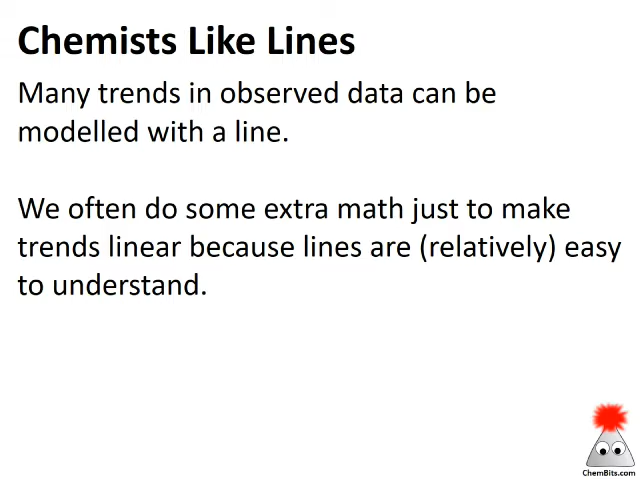 Chemists Like Lines
Many trends in observed data can be
modelled with a line.
We often do some extra math just to make
trends linear because lines are (relatively) easy
to understand.
ChemBits.com